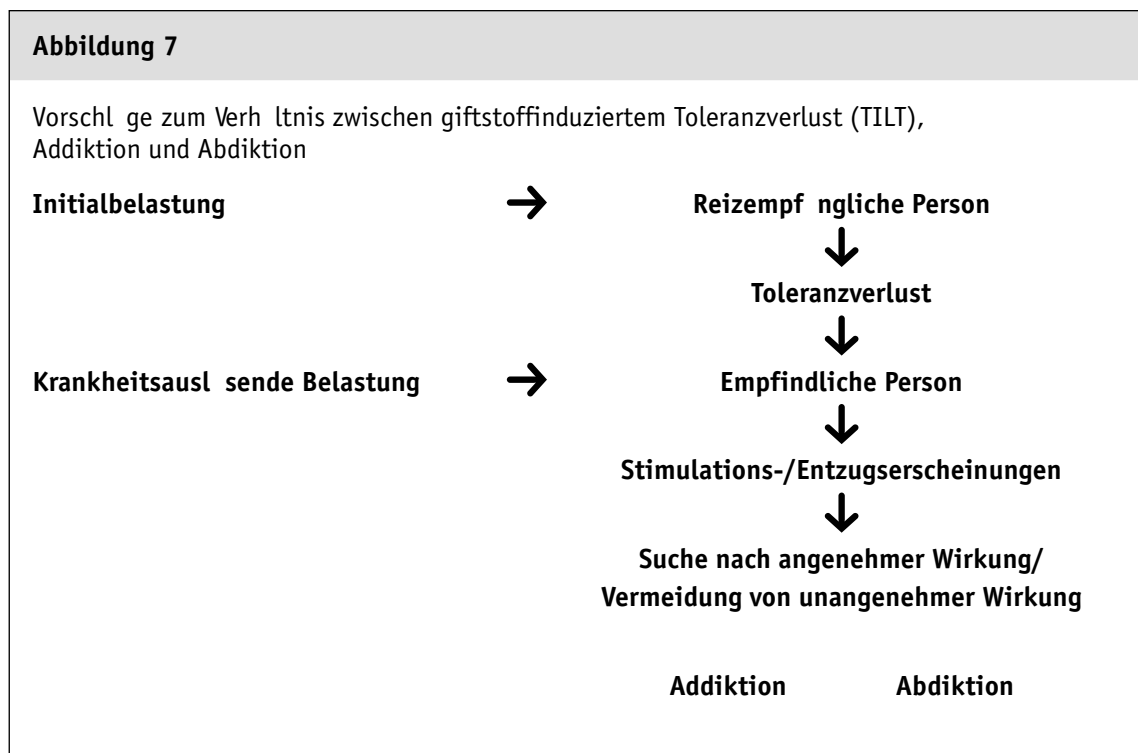 Abbildung 7
Vorschl ge zum Verh ltnis zwischen giftstoffinduziertem Toleranzverlust (TILT),
Addiktion und Abdiktion
Initialbelastung → Reizempf ngliche Person
Toleranzverlust
Krankheitsausl sende Belastung → Empfindliche Person
Stimulations-/Entzugserscheinungen
Suche nach angenehmer Wirkung/
Vermeidung von unangenehmer Wirkung
Addiktion Abdiktion